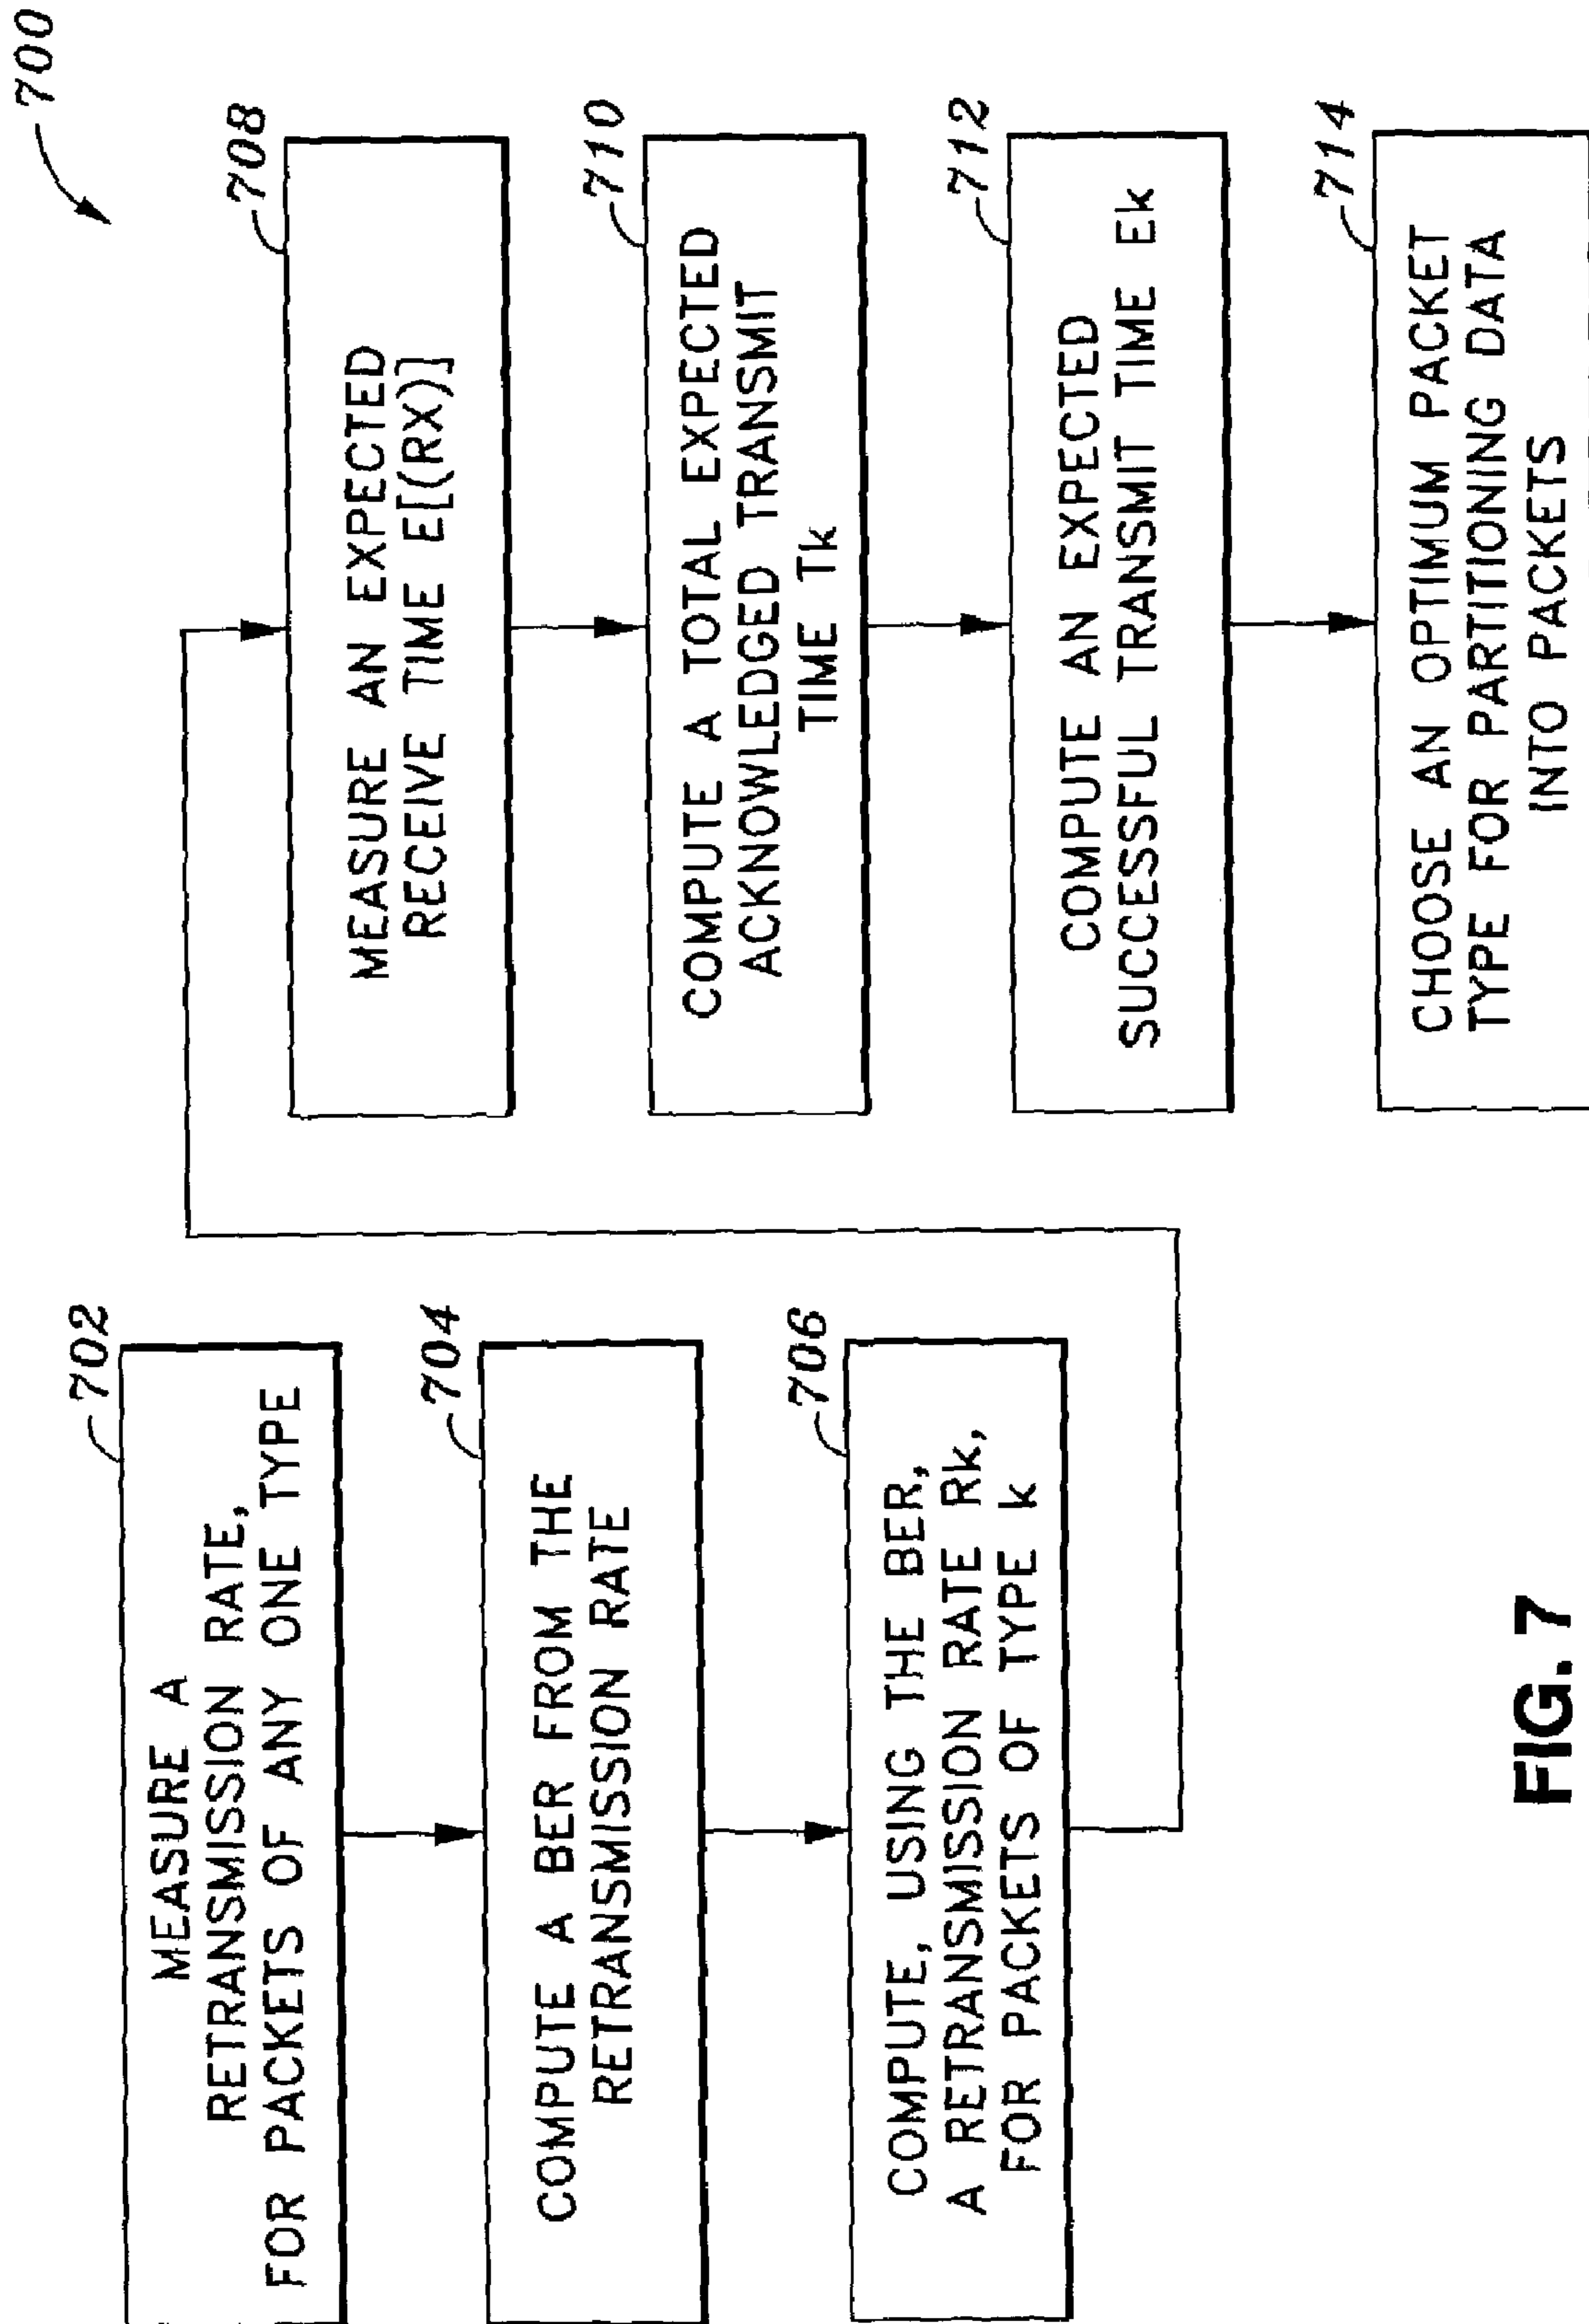 700
702
MEASURE A
RETRANSMISSION RATE,
FOR PACKETS OF ANY ONE TYPE
704
COMPUTE A BER FROM THE
RETRANSMISSION RATE
706
COMPUTE, USING THE BER,
A RETRANSMISSION RATE Rk,
FOR PACKETS OF TYPE k
708
MEASURE AN EXPECTED
RECEIVE TIME E[(RX)]
710
COMPUTE A TOTAL EXPECTED
ACKNOWLEDGED TRANSMIT
TIME Tk
712
COMPUTE AN EXPECTED
SUCCESSFUL TRANSMIT TIME Ek
714
CHOOSE AN OPTIMUM PACKET
TYPE FOR PARTITIONING DATA
INTO PACKETS
FIG. 7